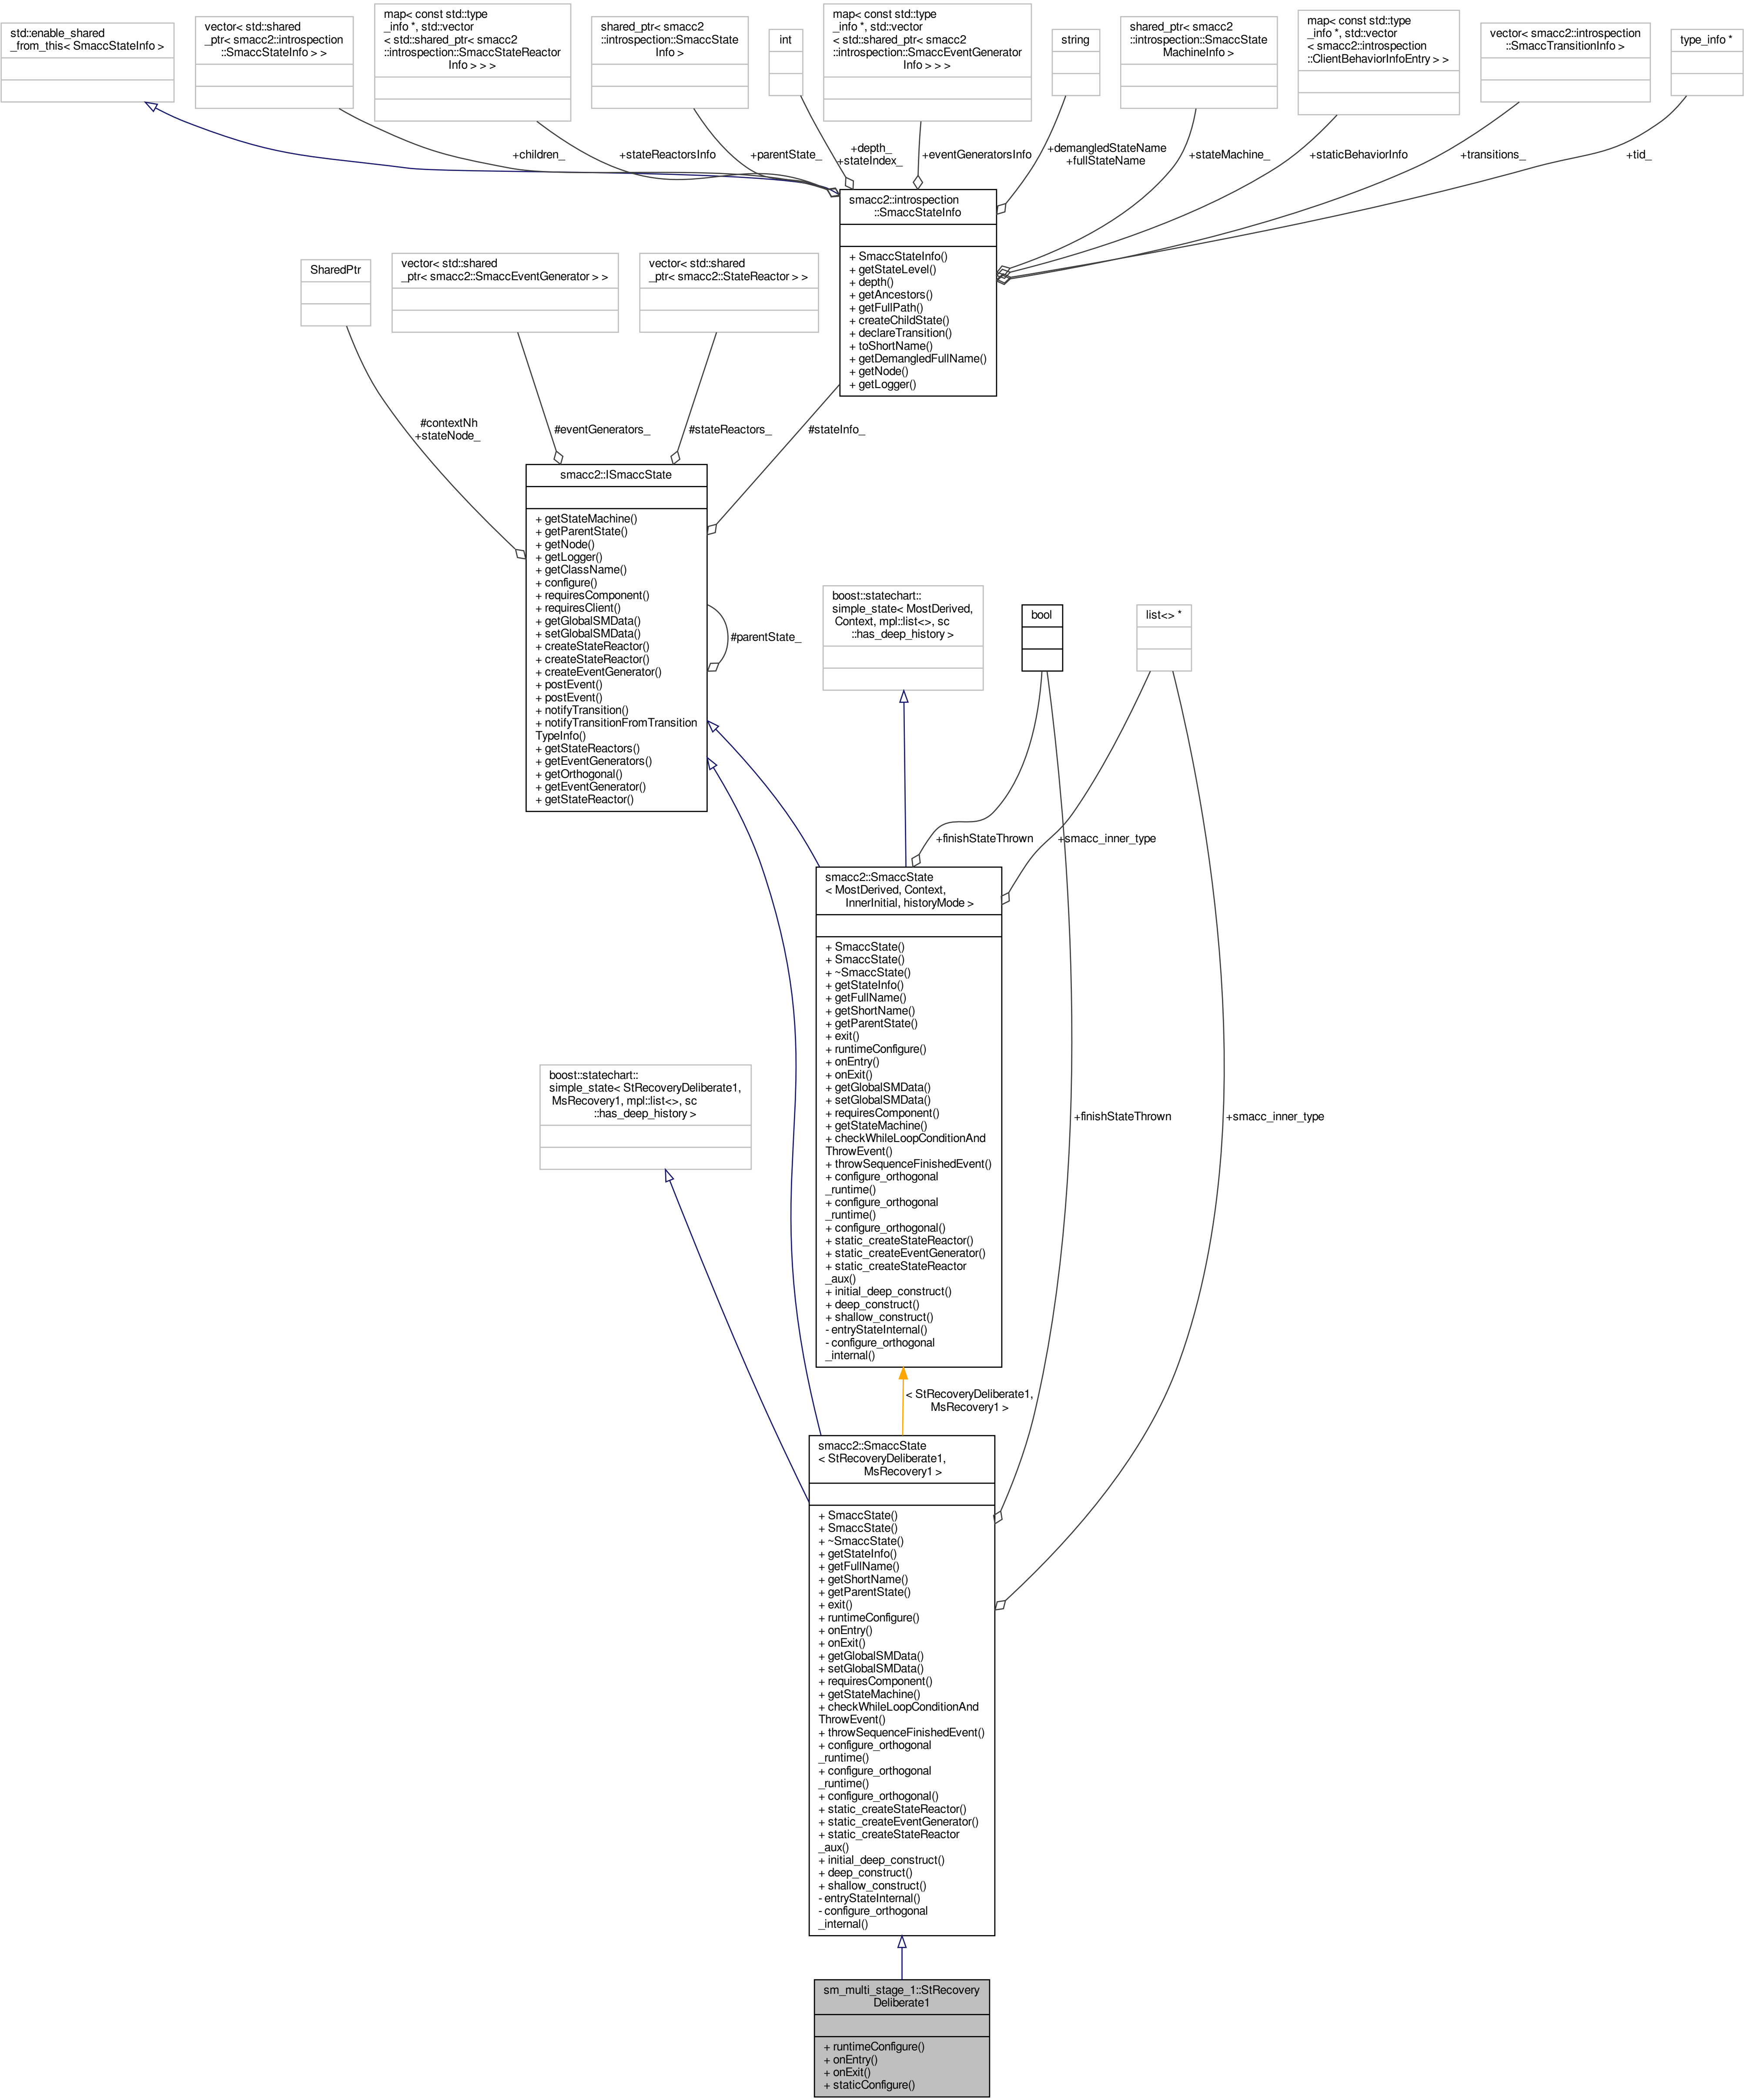 std::enable_shared
_from_this< SmaccStateInfo >
vector< std::shared
_ptr< smacc2::introspection
::SmaccStateInfo > >
map< const std::type
_info *, std::vector
< std::shared_ptr< smacc2
::introspection::SmaccStateReactor
Info > > >
shared_ptr< smacc2
::introspection::SmaccState
Info >
int
map< const std::type
_info *, std::vector
< std::shared_ptr< smacc2
::introspection::SmaccEventGenerator
Info > > >
string
shared_ptr< smacc2
::introspection::SmaccState
MachineInfo >
map< const std::type
_info *, std::vector
< smacc2::introspection
::ClientBehaviorInfoEntry > >
vector< smacc2::introspection
::SmaccTransitionInfo >
type_info *
+children_
+stateReactorsInfo
+parentState_
+depth_
+stateIndex_
+eventGeneratorsInfo
+demangledStateName
+fullStateName
+stateMachine_
+staticBehaviorInfo
+transitions_
+tid_
smacc2::introspection
::SmaccStateInfo
+ SmaccStateInfo()
+ getStateLevel()
+ depth()
+ getAncestors()
+ getFullPath()
+ createChildState()
+ declareTransition()
+ toShortName()
+ getDemangledFullName()
+ getNode()
+ getLogger()
SharedPtr
vector< std::shared
_ptr< smacc2::SmaccEventGenerator > >
vector< std::shared
_ptr< smacc2::StateReactor > >
#contextNh
+stateNode_
#eventGenerators_
#stateReactors_
#stateInfo_
smacc2::ISmaccState
+ getStateMachine()
+ getParentState()
+ getNode()
+ getLogger()
+ getClassName()
+ configure()
+ requiresComponent()
+ requiresClient()
+ getGlobalSMData()
+ setGlobalSMData()
+ createStateReactor()
+ createStateReactor()
+ createEventGenerator()
+ postEvent()
+ postEvent()
+ notifyTransition()
+ notifyTransitionFromTransition
TypeInfo()
+ getStateReactors()
+ getEventGenerators()
+ getOrthogonal()
+ getEventGenerator()
+ getStateReactor()
#parentState_
boost::statechart::
simple_state< MostDerived,
Context, mpl::list<>, sc
::has_deep_history >
bool
list<> *
+finishStateThrown
+smacc_inner_type
smacc2::SmaccState
< MostDerived, Context,
InnerInitial, historyMode >
+ SmaccState()
+ SmaccState()
+ ~SmaccState()
+ getStateInfo()
+ getFullName()
+ getShortName()
+ getParentState()
+ exit()
+ runtimeConfigure()
+ onEntry()
+ onExit()
+ getGlobalSMData()
+ setGlobalSMData()
+ requiresComponent()
+ getStateMachine()
+ checkWhileLoopConditionAnd
ThrowEvent()
+ throwSequenceFinishedEvent()
+ configure_orthogonal
_runtime()
+ configure_orthogonal
_runtime()
+ configure_orthogonal()
+ static_createStateReactor()
+ static_createEventGenerator()
+ static_createStateReactor
_aux()
+ initial_deep_construct()
+ deep_construct()
+ shallow_construct()
- entryStateInternal()
- configure_orthogonal
_internal()
boost::statechart::
simple_state< StRecoveryDeliberate1,
MsRecovery1, mpl::list<>, sc
::has_deep_history >
+finishStateThrown
+smacc_inner_type
< StRecoveryDeliberate1,
MsRecovery1 >
smacc2::SmaccState
< StRecoveryDeliberate1,
MsRecovery1 >
+ SmaccState()
+ SmaccState()
+ ~SmaccState()
+ getStateInfo()
+ getFullName()
+ getShortName()
+ getParentState()
+ exit()
+ runtimeConfigure()
+ onEntry()
+ onExit()
+ getGlobalSMData()
+ setGlobalSMData()
+ requiresComponent()
+ getStateMachine()
+ checkWhileLoopConditionAnd
ThrowEvent()
+ throwSequenceFinishedEvent()
+ configure_orthogonal
_runtime()
+ configure_orthogonal
_runtime()
+ configure_orthogonal()
+ static_createStateReactor()
+ static_createEventGenerator()
+ static_createStateReactor
_aux()
+ initial_deep_construct()
+ deep_construct()
+ shallow_construct()
- entryStateInternal()
- configure_orthogonal
_internal()
sm_multi_stage_1::StRecovery
Deliberate1
+ runtimeConfigure()
+ onEntry()
+ onExit()
+ staticConfigure()